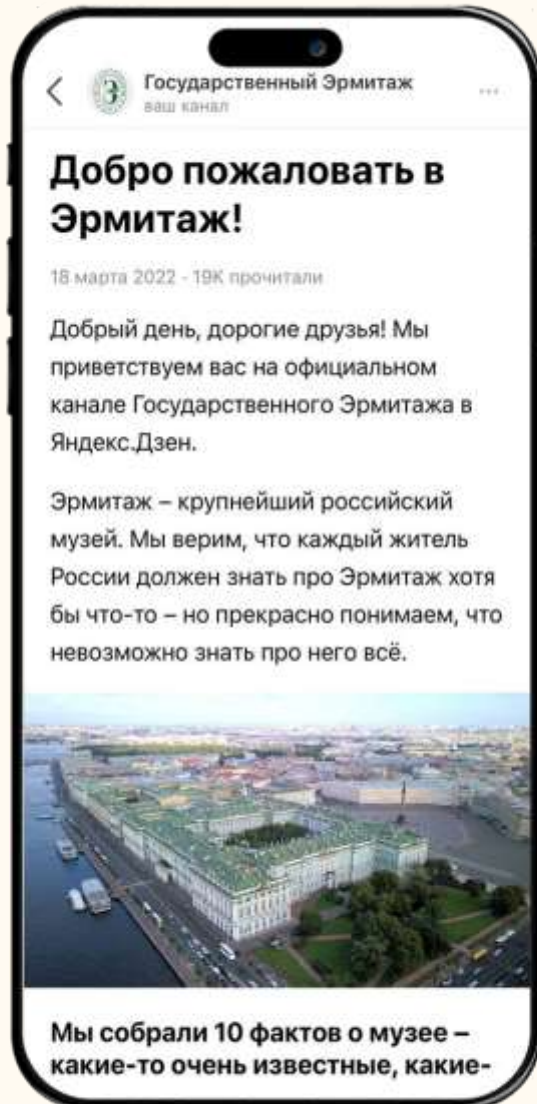 Государственный Эрмитаж
ваш канал
Добро пожаловать в
Эрмитаж!
18 марта 2022 - 19К прочитали
Добрый день, дорогие друзья! Мы
приветствуем вас на официальном
канале Государственного Эрмитажа в
Яндекс.Дзен.
Эрмитаж – крупнейший российский
музей. Мы верим, что каждый житель
России должен знать про Эрмитаж хотя
бы что-то – но прекрасно понимаем, что
невозможно знать про него всё.
Мы собрали 10 фактов о музее –
какие-то очень известные, какие-